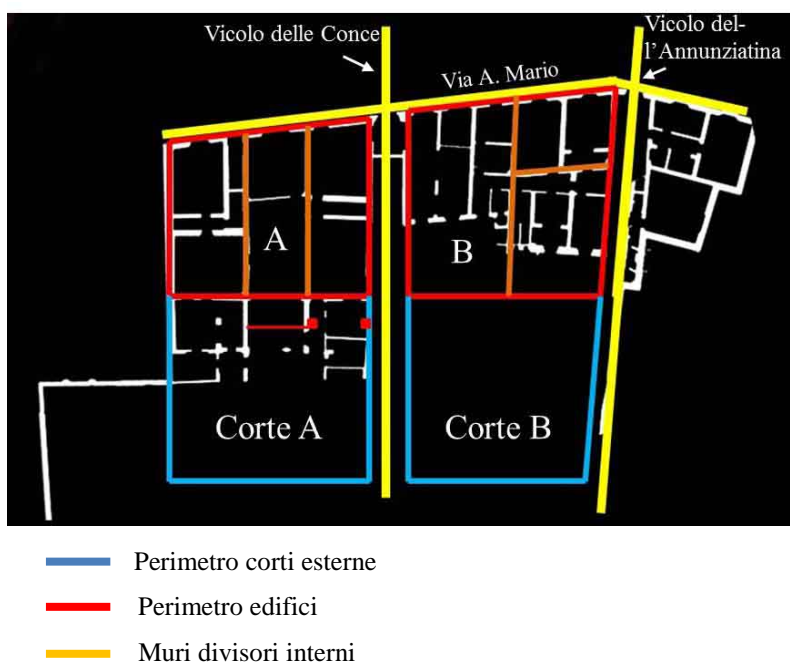 Vicolo delle Conce
Vicolo del-
l’Annunziatina
Via A. Mario
A
B
Corte A
Corte B
Perimetro corti esterne
Perimetro edifici
Muri divisori interni